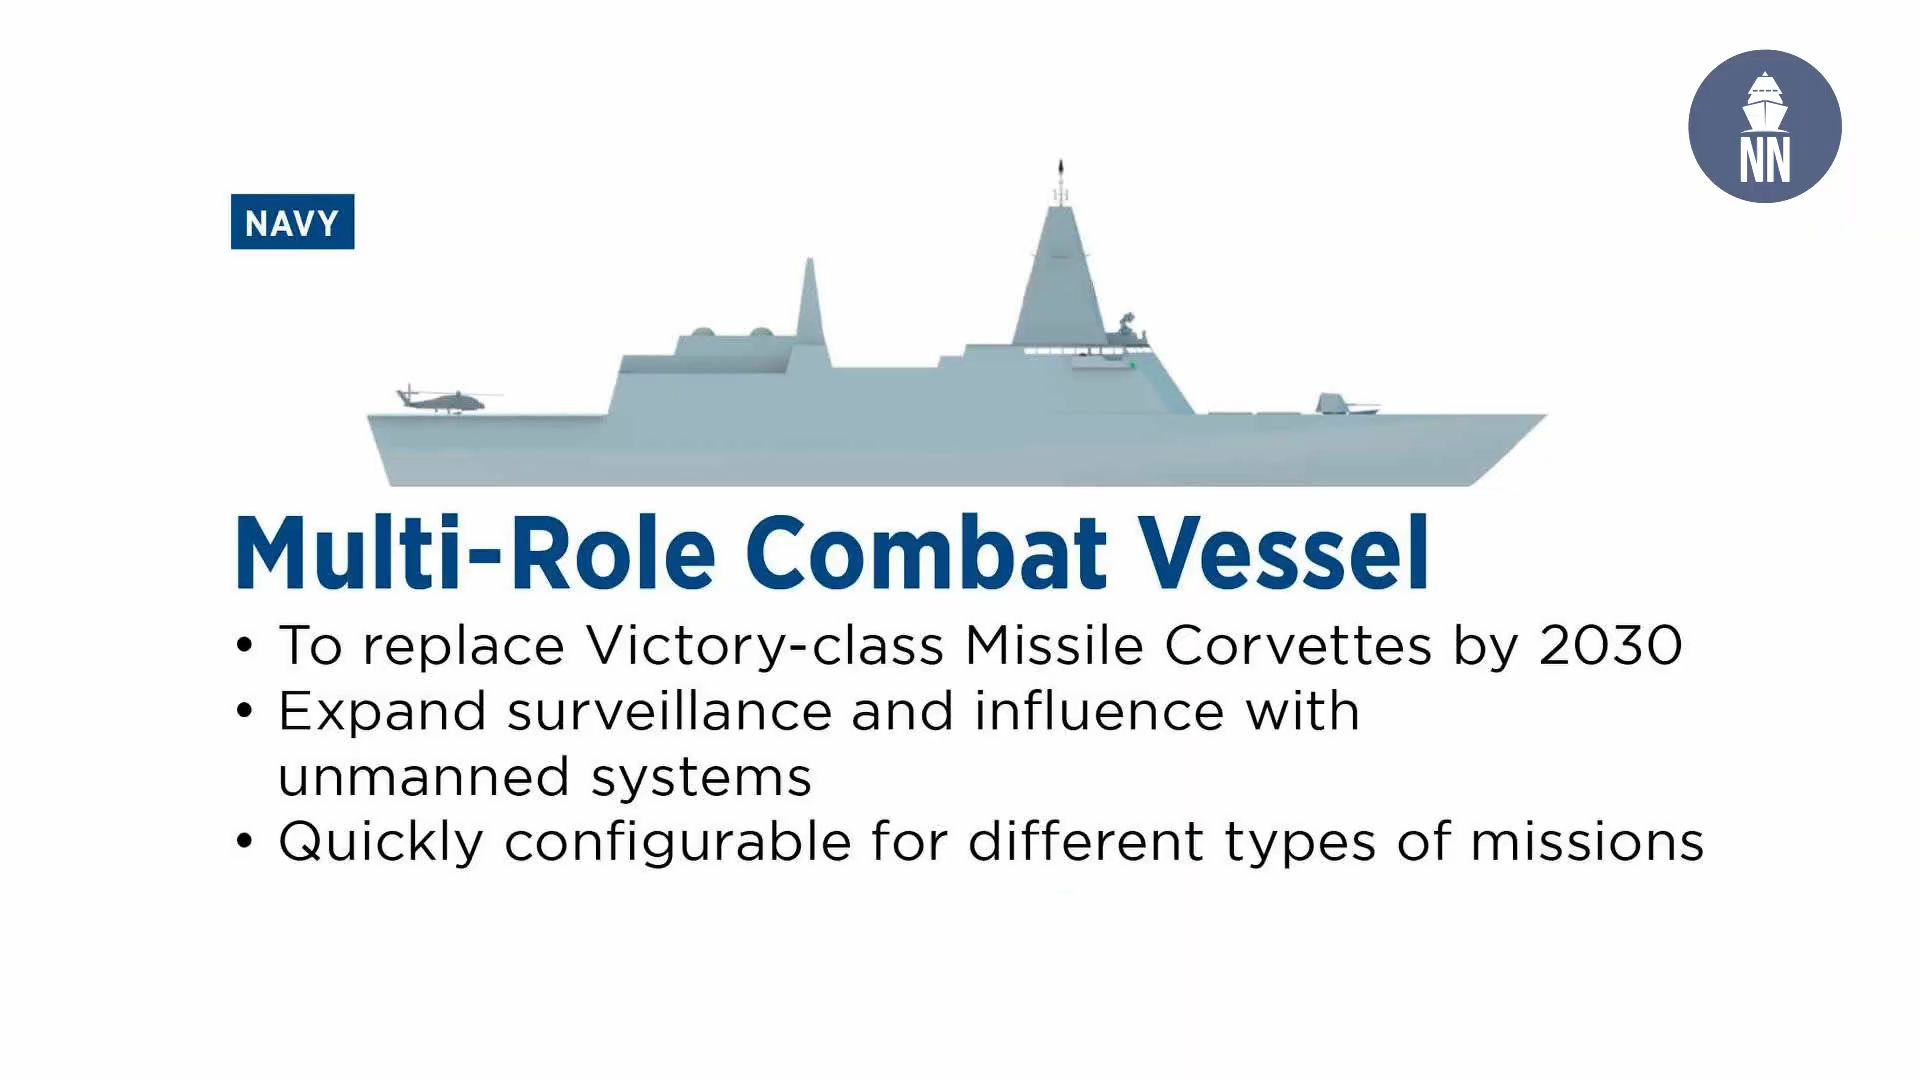 NN
NAVY
Multi-Role Combat Vessel
• To replace Victory-class Missile Corvettes by 2030
• Expand surveillance and influence with
unmanned systems
• Quickly configurable for different types of missions